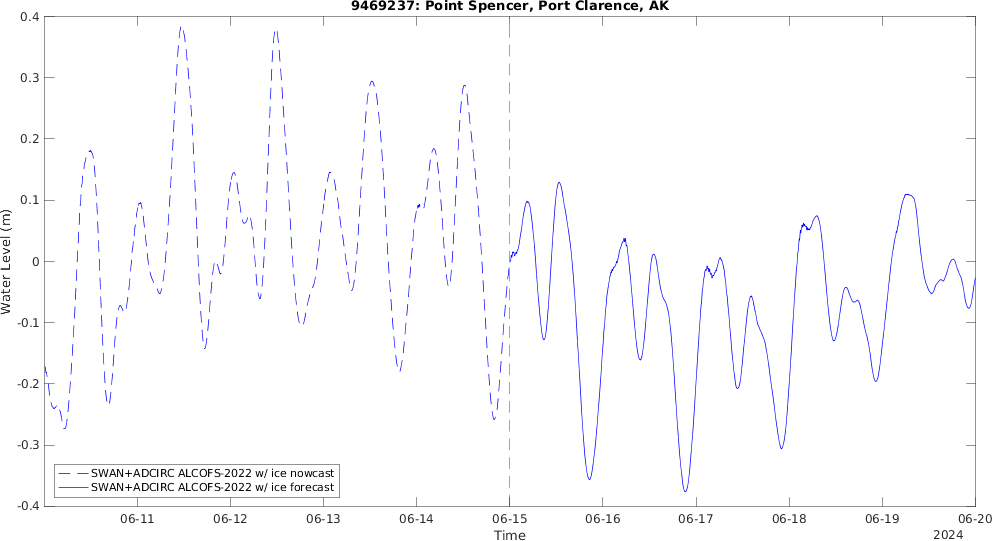 9469237: Point Spencer, Port Clarence, AK
Water Level (m)
0.4
0.3
0.2
0.1
0
-0.1
-0.2
-0.3
-0.4
SWAN+ADCIRC ALCOFS-2022 w/ ice nowcast
SWAN+ADCIRC ALCOFS-2022 w/ ice forecast
06-11 06-12 06-13 06-14 06-15 06-16 06-17 06-18 06-19 06-20
Time
2024